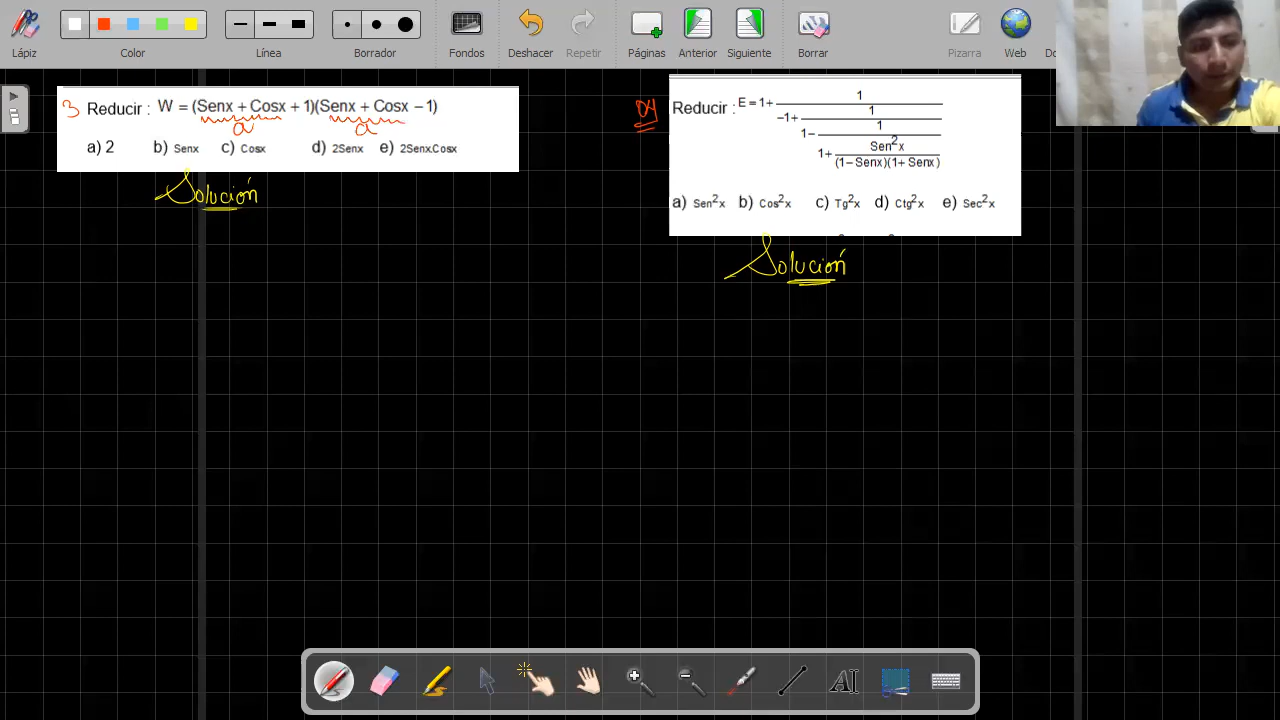 Lápiz Color Línea Borrador Fondos Deshacer Repetir Páginas Anterior Siguiente Borrar Pizarra Web
3 Reducir : W = (Senx + Cosx + 1)(Senx + Cosx − 1)
a a
a) 2 b) Senx c) Cosx d) 2Senx e) 2Senx.Cosx
Solución
04 Reducir : E = 1+ 1
-1+ 1
1- 1
1+ Sen²x
(1− Senx)(1+ Senx)
a) Sen²x b) Cos²x c) Tg²x d) Ctg²x e) Sec²x
Solución
AI